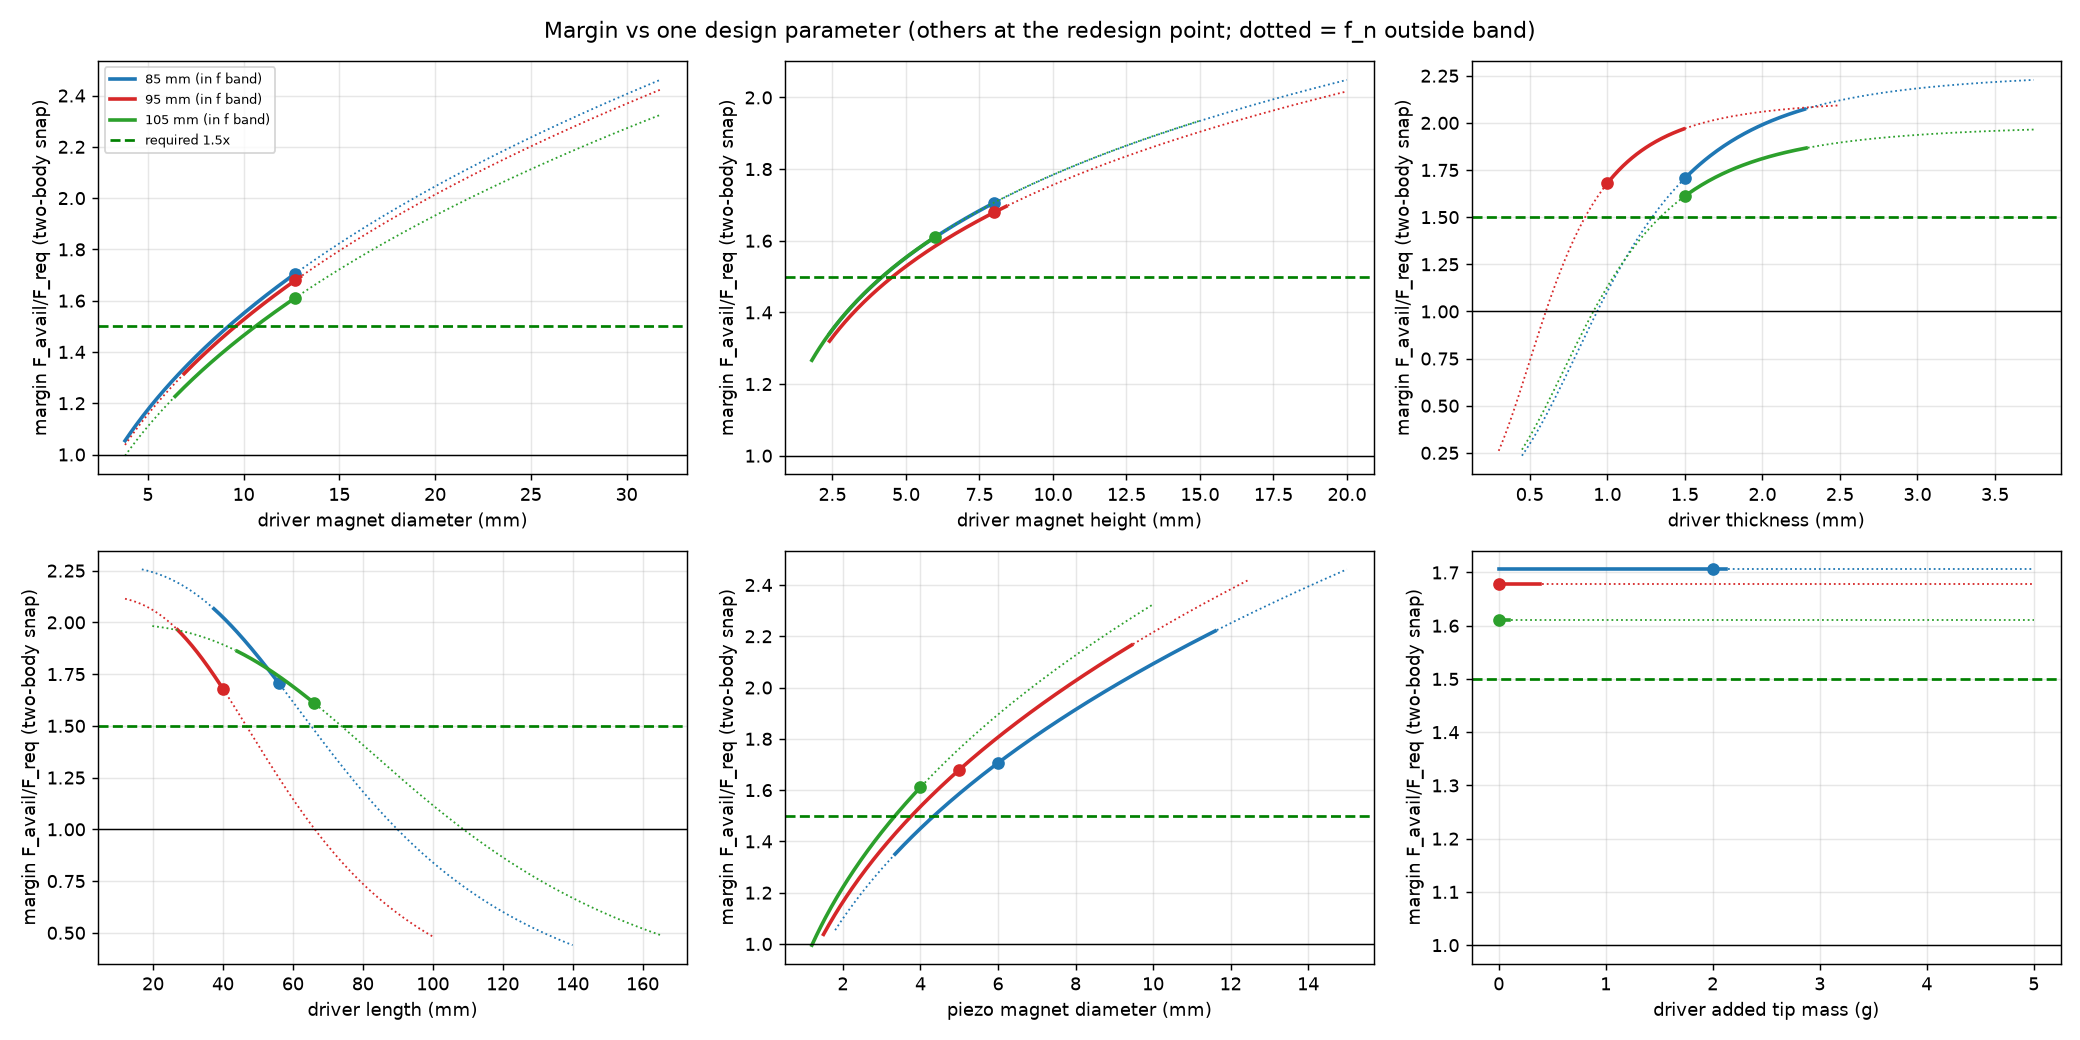 Margin vs one design parameter (others at the redesign point; dotted = f_n outside band)
85 mm (in f band)
95 mm (in f band)
105 mm (in f band)
required 1.5x
margin F_avail/F_req (two-body snap)
2.4
2.2
2.0
1.8
1.6
1.4
1.2
1.0
5 10 15 20 25 30
driver magnet diameter (mm)
margin F_avail/F_req (two-body snap)
2.0
1.8
1.6
1.4
1.2
1.0
2.5 5.0 7.5 10.0 12.5 15.0 17.5 20.0
driver magnet height (mm)
margin F_avail/F_req (two-body snap)
2.25
2.00
1.75
1.50
1.25
1.00
0.75
0.50
0.25
0.5 1.0 1.5 2.0 2.5 3.0 3.5
driver thickness (mm)
margin F_avail/F_req (two-body snap)
2.25
2.00
1.75
1.50
1.25
1.00
0.75
0.50
20 40 60 80 100 120 140 160
driver length (mm)
margin F_avail/F_req (two-body snap)
2.4
2.2
2.0
1.8
1.6
1.4
1.2
1.0
2 4 6 8 10 12 14
piezo magnet diameter (mm)
margin F_avail/F_req (two-body snap)
1.7
1.6
1.5
1.4
1.3
1.2
1.1
1.0
0 1 2 3 4 5
driver added tip mass (g)